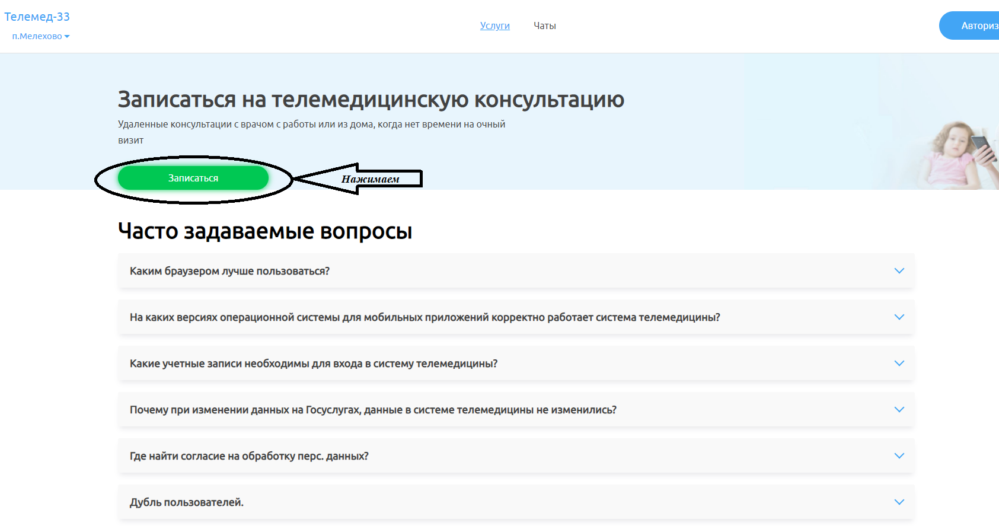 Телемед-33
п.Мелехово
Услуги
Чаты
Авториз
Записаться на телемедицинскую консультацию
Удаленные консультации с врачом с работы или из дома, когда нет времени на очный
визит
Записаться
Нажимаем
Часто задаваемые вопросы
Каким браузером лучше пользоваться?
На каких версиях операционной системы для мобильных приложений корректно работает система телемедицины?
Какие учетные записи необходимы для входа в систему телемедицины?
Почему при изменении данных на Госуслугах, данные в системе телемедицины не изменились?
Где найти согласие на обработку перс. данных?
Дубль пользователей.